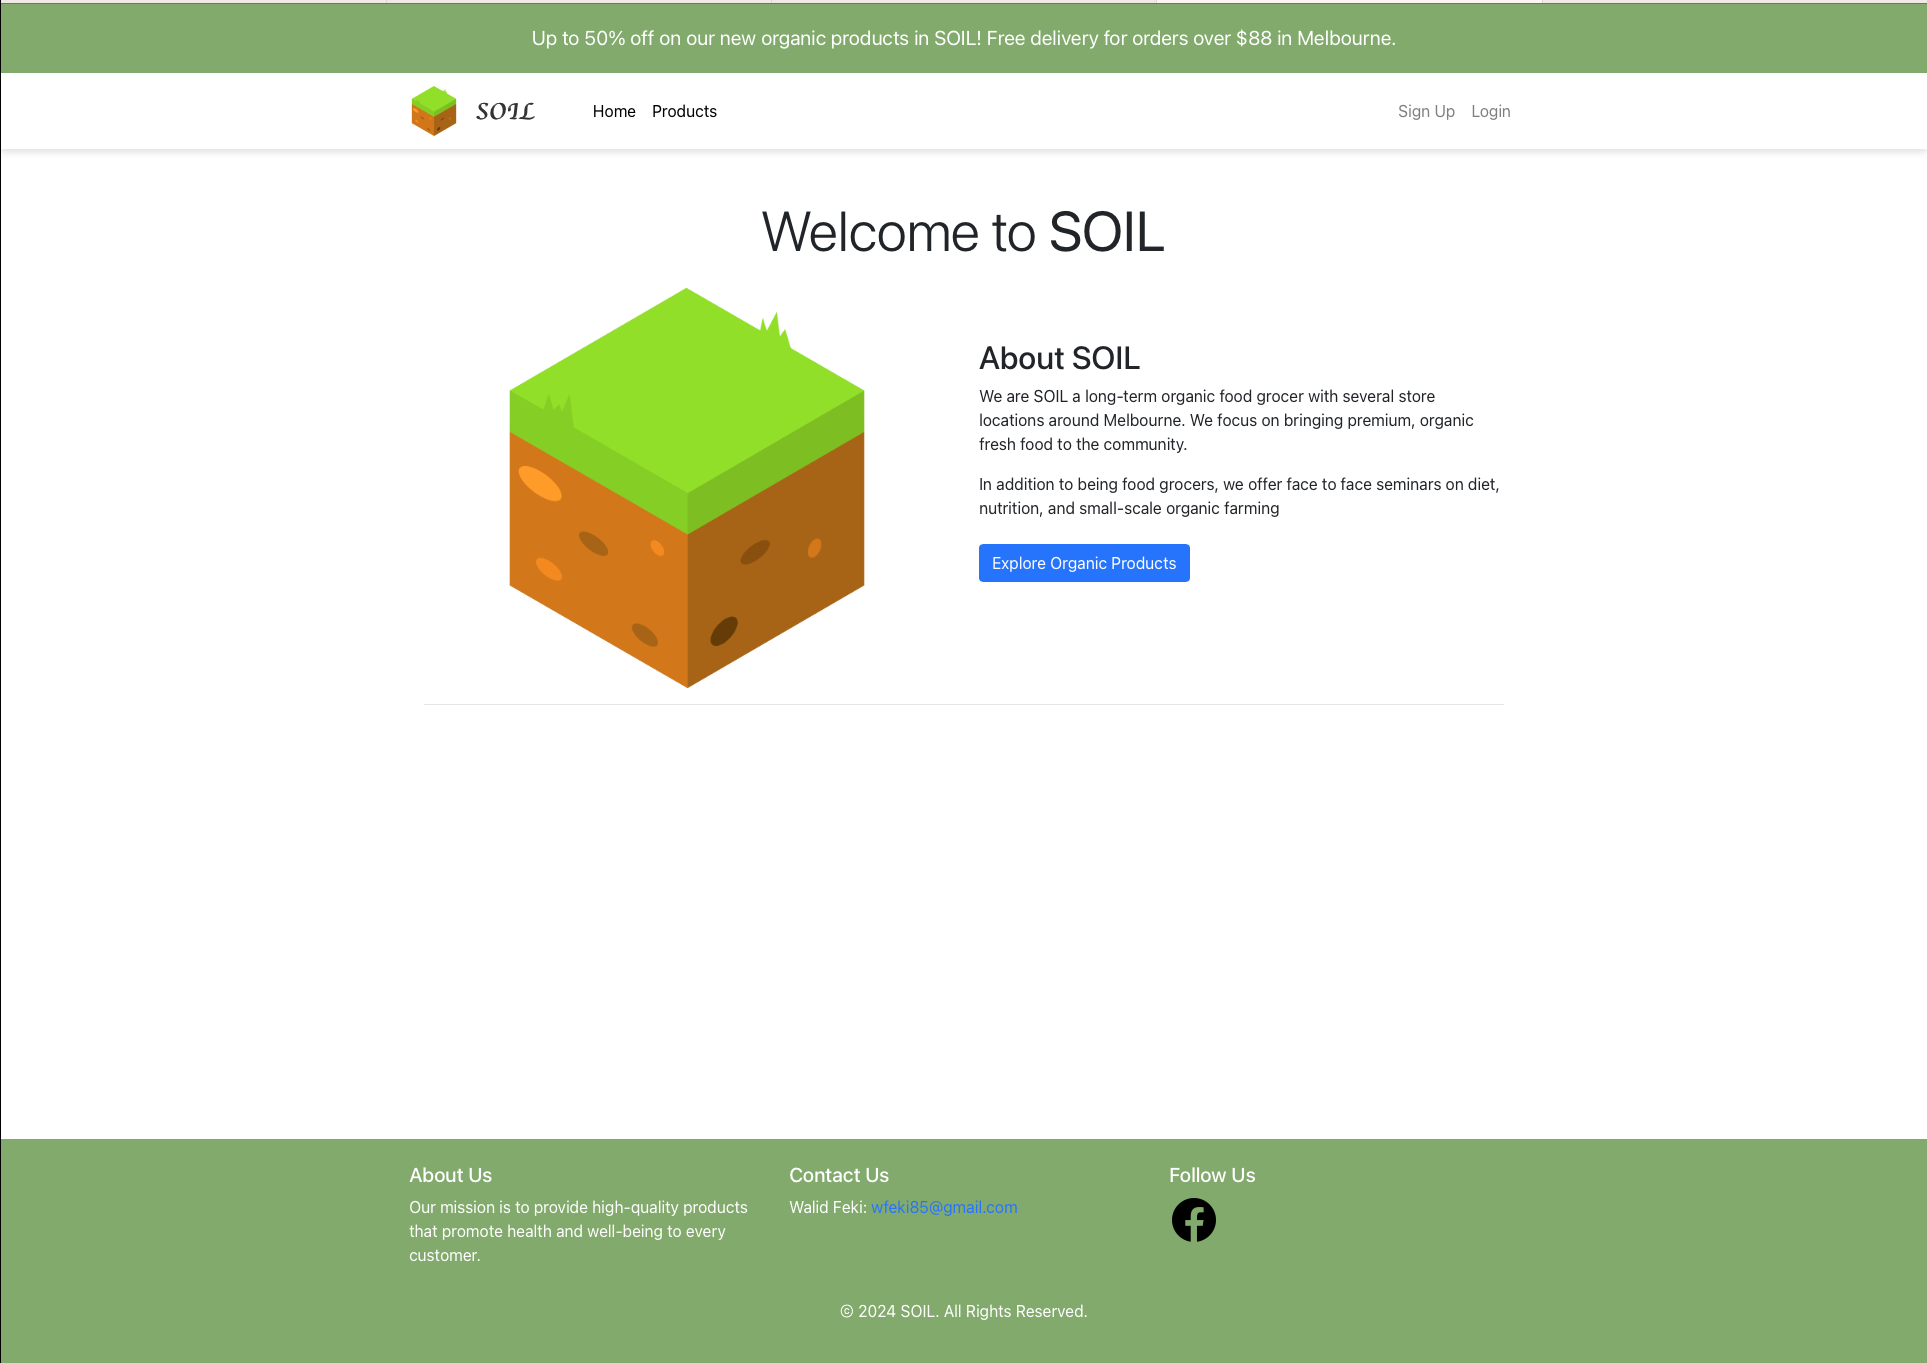 Up to 50% off on our new organic products in SOIL! Free delivery for orders over $88 in Melbourne.
SOIL
Home Products
Sign Up Login
Welcome to SOIL
About SOIL
We are SOIL a long-term organic food grocer with several store
locations around Melbourne. We focus on bringing premium, organic
fresh food to the community.
In addition to being food grocers, we offer face to face seminars on diet,
nutrition, and small-scale organic farming
Explore Organic Products
About Us
Our mission is to provide high-quality products
that promote health and well-being to every
customer.
Contact Us
Walid Feki: wfeki85@gmail.com
Follow Us
© 2024 SOIL. All Rights Reserved.